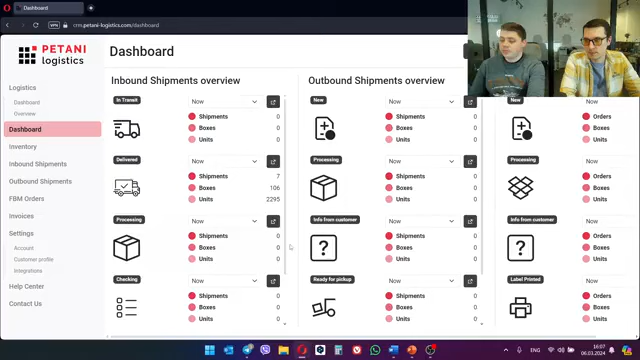 Dashboard
VPN
crm.petani-logistics.com/dashboard
PETANI
logistics
Logistics
Dashboard
Overview
Dashboard
Inventory
Inbound Shipments
Outbound Shipments
FBM Orders
Invoices
Settings
Account
Customer profile
Integrations
Help Center
Contact Us
Dashboard
Inbound Shipments overview
In Transit
Now
Shipments 0
Boxes 0
Units 0
Delivered
Now
Shipments 7
Boxes 106
Units 2295
Processing
Now
Shipments 0
Boxes 0
Units 0
Checking
Now
Shipments 0
Boxes 0
Units 0
Outbound Shipments overview
New
Now
Shipments 0
Boxes 0
Units 0
Processing
Now
Shipments 0
Boxes 0
Units 0
Info from customer
Now
Shipments 0
Boxes 0
Units 0
Ready for pickup
Now
Shipments 0
Boxes 0
Units 0
New
Now
Orders
Boxes
Units
Processing
Now
Orders
Boxes
Units
Info from customer
Now
Orders
Boxes
Units
Label Printed
Now
Orders
Boxes
Units
ENG
16:07
06.03.2024